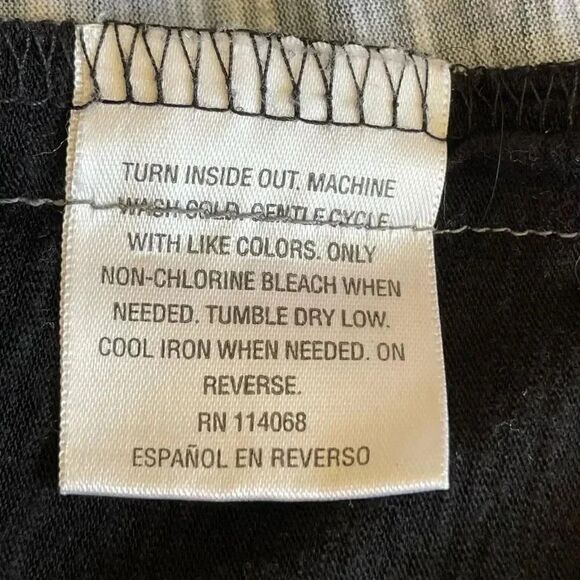 TURN INSIDE OUT. MACHINE
WASH COLD. GENTLE CYCLE
WITH LIKE COLORS. ONLY
NON-CHLORINE BLEACH WHEN
NEEDED. TUMBLE DRY LOW.
COOL IRON WHEN NEEDED. ON
REVERSE.
RN 114068
ESPAÑOL EN REVERSO